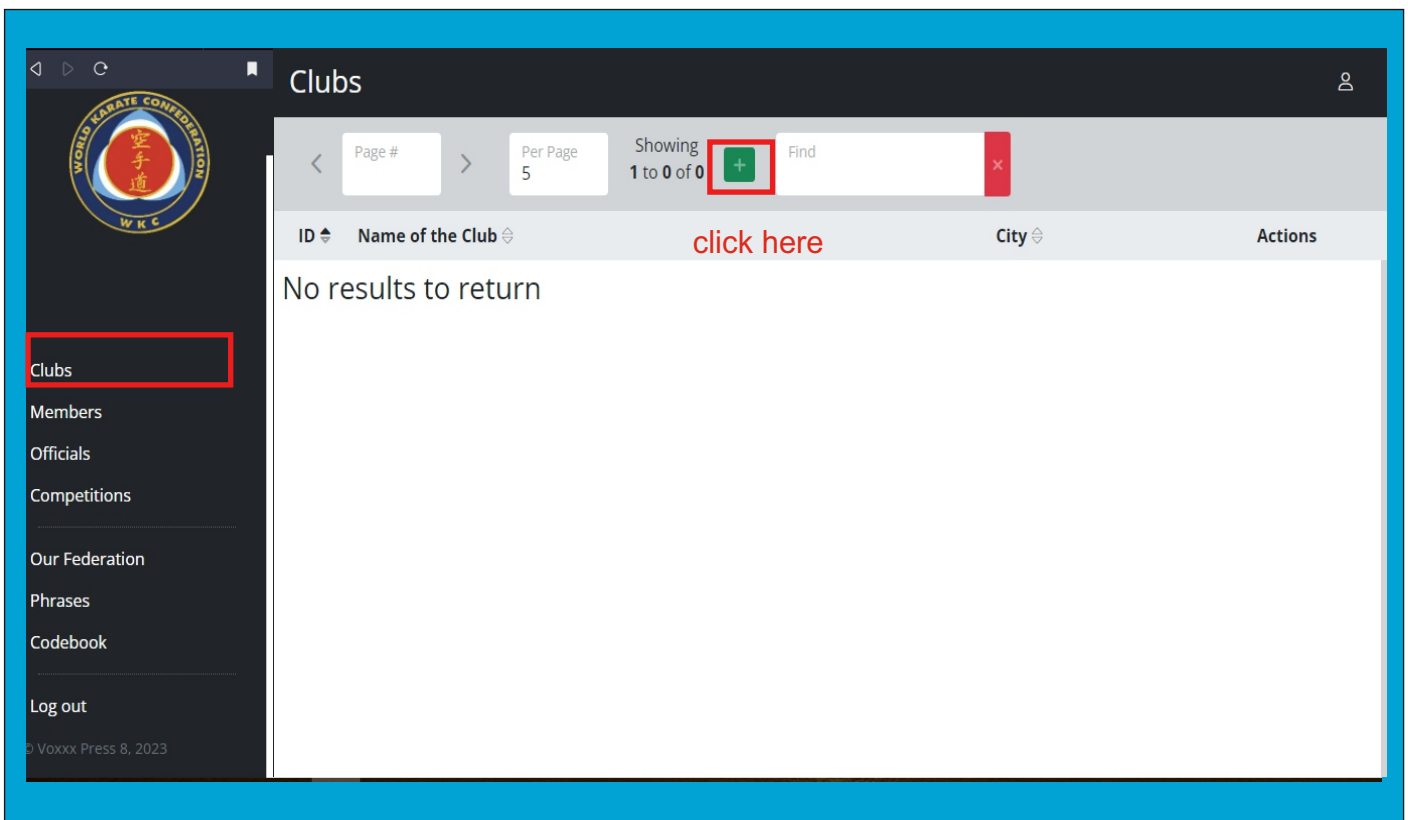 WORLD KARATE CONFEDERATION
空
手
道
WKC
Clubs
Members
Officials
Competitions
Our Federation
Phrases
Codebook
Log out
© Voxxx Press 8, 2023
Clubs
Page #
Per Page
5
Showing
1 to 0 of 0
+
Find
×
ID Name of the Club City Actions
click here
No results to return